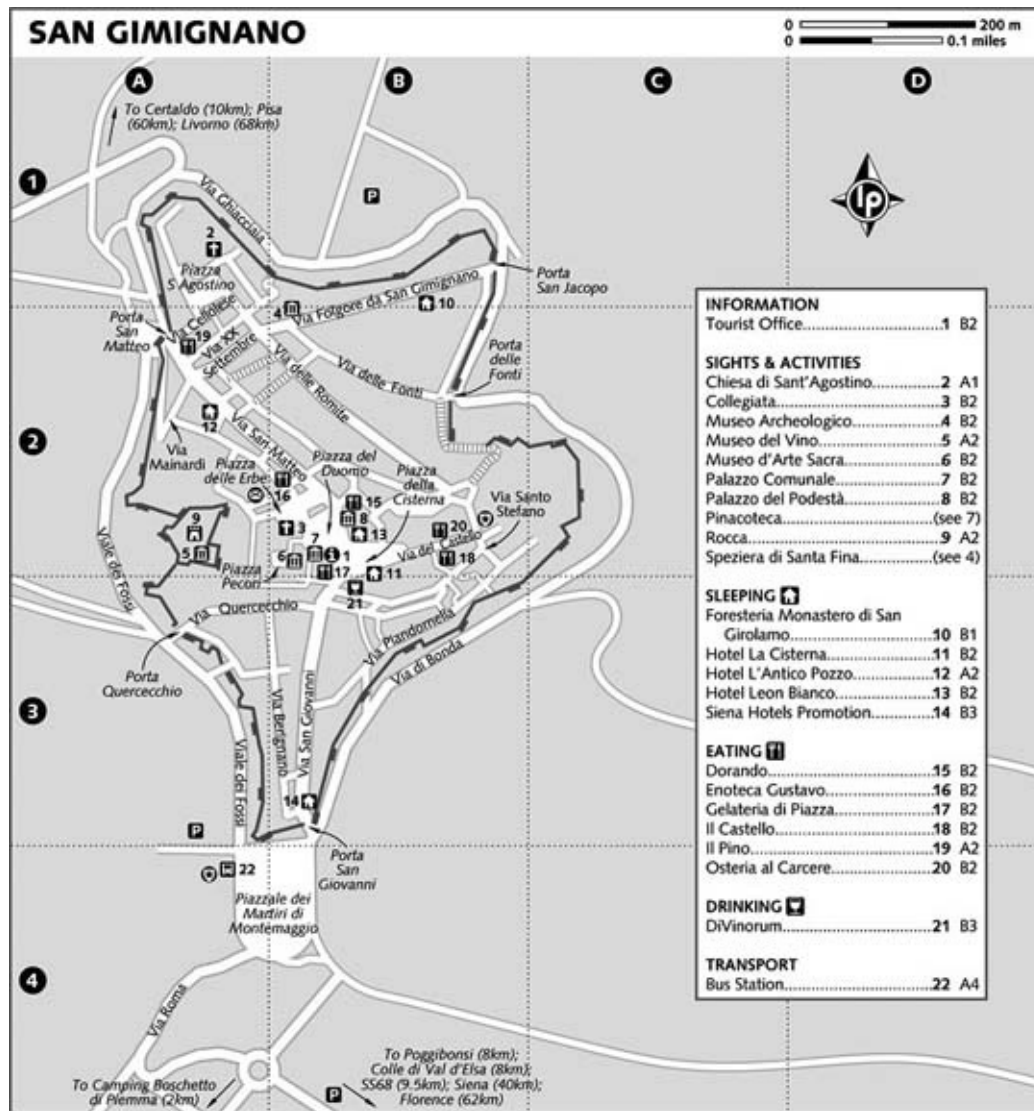 SAN GIMIGNANO
0 200 m
0 0.1 miles
A
B
C
D
To Certaldo (10km); Pisa
(60km); Livorno (68km)
1
P
Via Ghiacciaia
lp
2
Piazza
S Agostino
Porta
San Jacopo
4
Via Folgore da San Gimignano
10
Porta
San
Matteo
Via Cellolese
19
Via XX
Settembre
Porta
delle
Fonti
Via delle Fonti
Via delle Romite
2
12
Via San Matteo
Via
Mainardi
Piazza
delle Erbe
Piazza del
Duomo
Piazza
della
Cisterna
Via Santo
Stefano
16
15
9
3
8
20
7
13
5
6
1
Via del Castello
18
17
11
Piazza
Pecori
21
Viale dei Fossi
Via Quercecchio
Via Piandornella
Via di Bonda
Porta
Quercecchio
3
Via Berignano
Via San Giovanni
Viale dei Fossi
14
P
Porta
San
Giovanni
22
Piazzale dei
Martiri di
Montemaggio
4
Via Roma
To Camping Boschetto
di Piemma (2km)
To Poggibonsi (8km);
Colle di Val d'Elsa (8km);
SS68 (9.5km); Siena (40km);
Florence (62km)
P
INFORMATION
Tourist Office 1 B2
SIGHTS & ACTIVITIES
Chiesa di Sant'Agostino 2 A1
Collegiata 3 B2
Museo Archeologico 4 B2
Museo del Vino 5 A2
Museo d'Arte Sacra 6 B2
Palazzo Comunale 7 B2
Palazzo del Podestà 8 B2
Pinacoteca (see 7)
Rocca 9 A2
Speziera di Santa Fina (see 4)
SLEEPING
Foresteria Monastero di San
Girolamo 10 B1
Hotel La Cisterna 11 B2
Hotel L'Antico Pozzo 12 A2
Hotel Leon Bianco 13 B2
Siena Hotels Promotion 14 B3
EATING
Dorando 15 B2
Enoteca Gustavo 16 B2
Gelateria di Piazza 17 B2
Il Castello 18 B2
Il Pino 19 A2
Osteria al Carcere 20 B2
DRINKING
DiVinorum 21 B3
TRANSPORT
Bus Station 22 A4